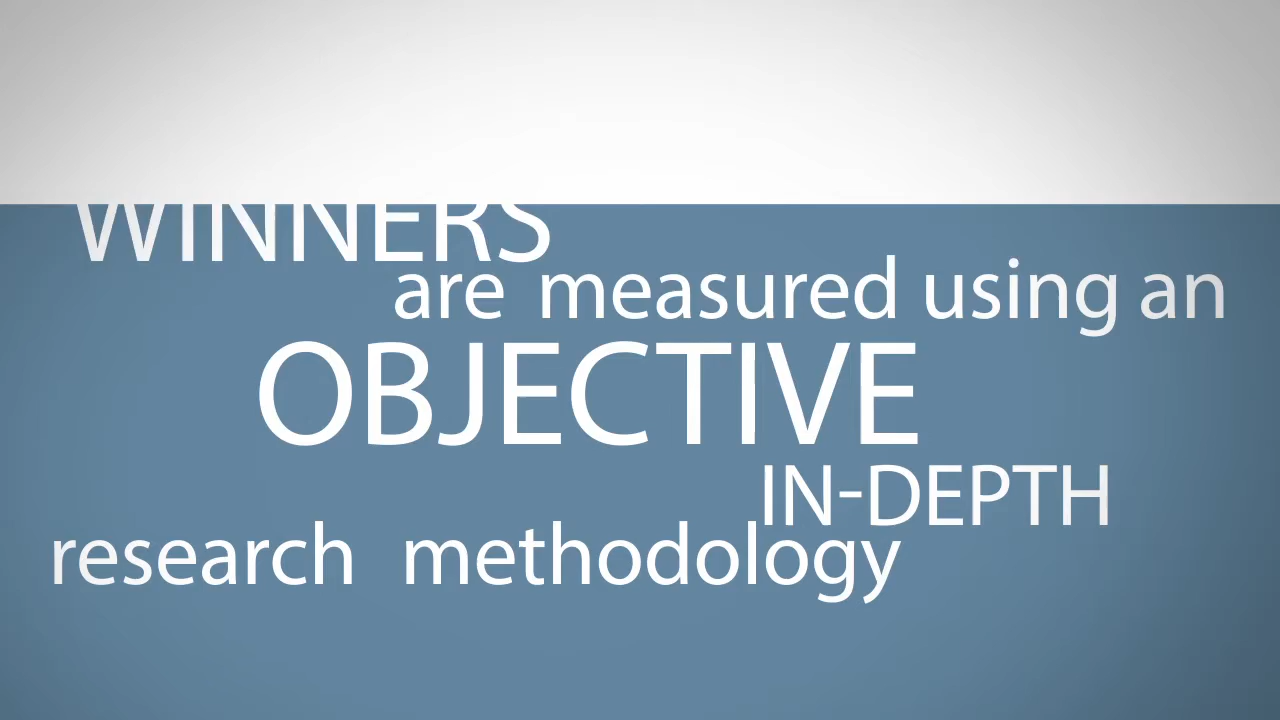 WINNERS
are measured using an
OBJECTIVE
IN-DEPTH
research methodology